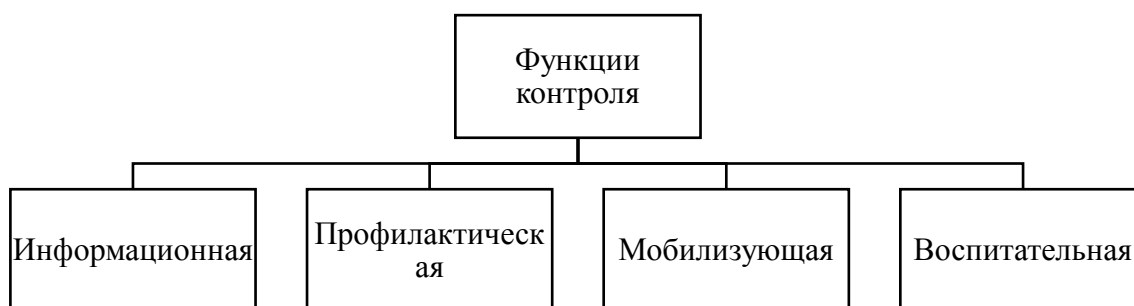 Функции
контроля
Информационная
Профилактическ
ая
Мобилизующая
Воспитательная